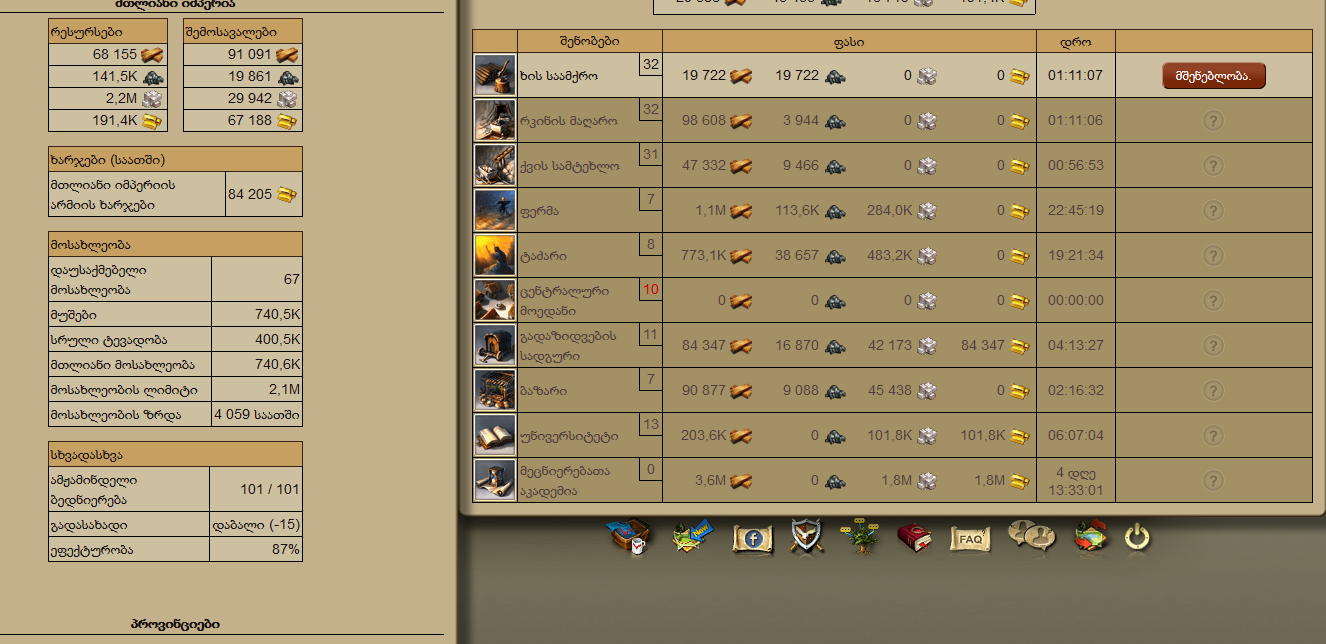 მთლიანი იმპერია
რესურსები
68 155
141,5K
2,2M
191,4K
შემოსავალები
91 091
19 861
29 942
67 188
ხარჯები (საათში)
მთლიანი იმპერიის
არმიის ხარჯები
84 205
მოსახლეობა
დაუსაქმებელი
მოსახლეობა
67
მუშები 740,5K
სრული ტევადობა 400,5K
მთლიანი მოსახლეობა 740,6K
მოსახლეობის ლიმიტი 2,1M
მოსახლეობის ზრდა 4 059 საათში
სხვადასხვა
ამჟამინდელი
ბედნიერება
101 / 101
გადასახადი დაბალი (-15)
ეფექტურობა 87%
პროვინციები
შენობები ფასი დრო
ხის საამქრო 32 19 722 19 722 0 0 01:11:07 მშენებლობა.
რკინის მაღარო 32 98 608 3 944 0 0 01:11:06 ?
ქვის სამტეხლო 31 47 332 9 466 0 0 00:56:53 ?
ფერმა 7 1,1M 113,6K 284,0K 0 22:45:19 ?
ტაძარი 8 773,1K 38 657 483,2K 0 19:21:34 ?
ცენტრალური
მოედანი
10 0 0 0 0 00:00:00 ?
გადაზიდვების
სადგური
11 84 347 16 870 42 173 84 347 04:13:27 ?
ბაზარი 7 90 877 9 088 45 438 0 02:16:32 ?
უნივერსიტეტი 13 203,6K 0 101,8K 101,8K 06:07:04 ?
მეცნიერებათა
აკადემია
0 3,6M 0 1,8M 1,8M 4 დღე
13:33:01 ?
New
f
FAQ